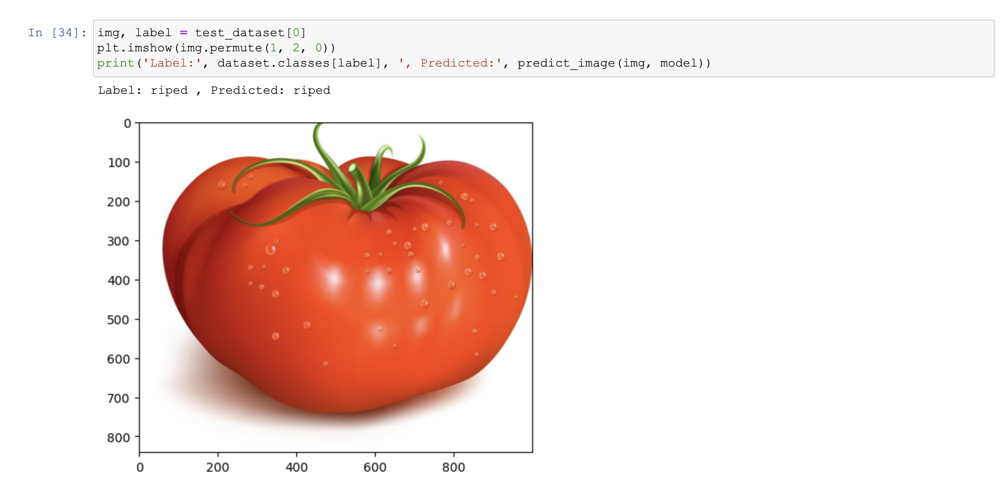 In [34]: img, label = test_dataset[0]
plt.imshow(img.permute(1, 2, 0))
print('Label:', dataset.classes[label], ', Predicted:', predict_image(img, model))
Label: riped , Predicted: riped
0
100
200
300
400
500
600
700
800
0 200 400 600 800